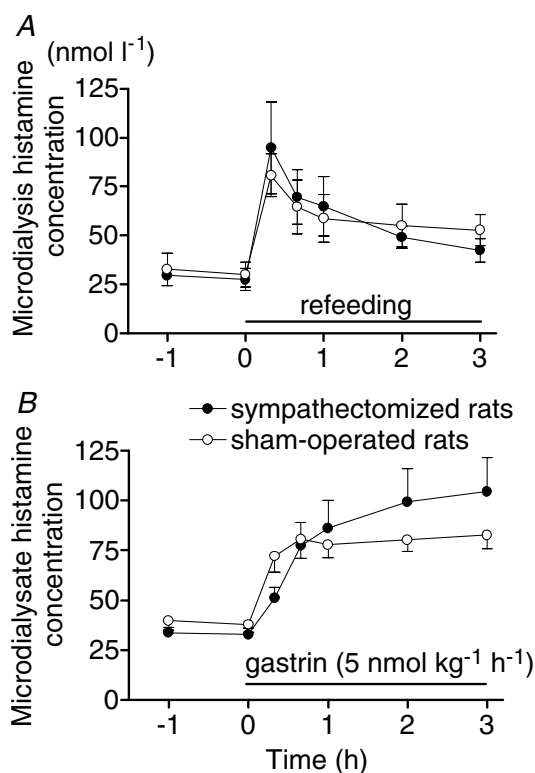 A
(nmol l⁻¹)
Microdialysis histamine
concentration
125
100
75
50
25
0
refeeding
-1 0 1 2 3
B
sympathectomized rats
sham-operated rats
Microdialysate histamine
concentration
125
100
75
50
25
0
gastrin (5 nmol kg⁻¹ h⁻¹)
-1 0 1 2 3
Time (h)